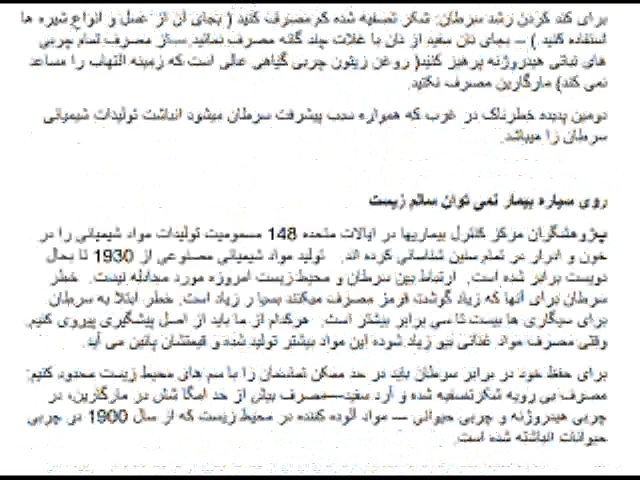 برای کند کردن رشد سرطان: شکر تصفیه شده کم مصرف کنید ( بجای آن از عسل و انواع شیره ها
استفاده کنید ) – بجای نان سفید از نان با غلات چند گانه مصرف نمائید.-–از مصرف تمام چربی
های نباتی هیدروژنه پرهیز کنید( روغن زیتون چربی گیاهی عالی است که زمینه التهاب را مساعد
نمی کند) مارگارین مصرف نکنید.
دومین پدیده خطرناک در غرب که همواره سبب پیشرفت سرطان میشود انباشت تولیدات شیمیائی
سرطان زا میباشد.
روی سیاره بیمار نمی توان سالم زیست
پژوهشگران مرکز کنترل بیماریها در ایالات متحده 148 مسمومیت تولیدات مواد شیمیائی را در
خون و ادرار در تمام سنین شناسائی کرده اند. تولید مواد شیمیائی مصنوعی از 1930 تا بحال
دویست برابر شده است. ارتباط بین سرطان و محیط زیست امروزه مورد مجادله نیست. خطر
سرطان برای آنها که زیاد گوشت قرمز مصرف میکنند بسیار زیاد است. خطر ابتلا به سرطان
برای سیگاری ها بیست تا سی برابر بیشتر است. هرکدام از ما باید از اصل پیشگیری پیروی کنیم.
وقتی مصرف مواد غذائی بیو زیاد شوده این مواد بیشتر تولید شده و قیمتشان پائین می آید.
برای حفظ خود در برابر سرطان باید در حد ممکن تماسمان را با سم های محیط زیست محدود کنیم:
مصرف بی رویه شکرتصفیه شده و آرد سفید—مصرف بیش از حد امگا شش در مارگارین، در
چربی هیدروژنه و چربی حیوانی — مواد آلوده کننده در محیط زیست که از سال 1900 در چربی
حیوانات انباشته شده است.